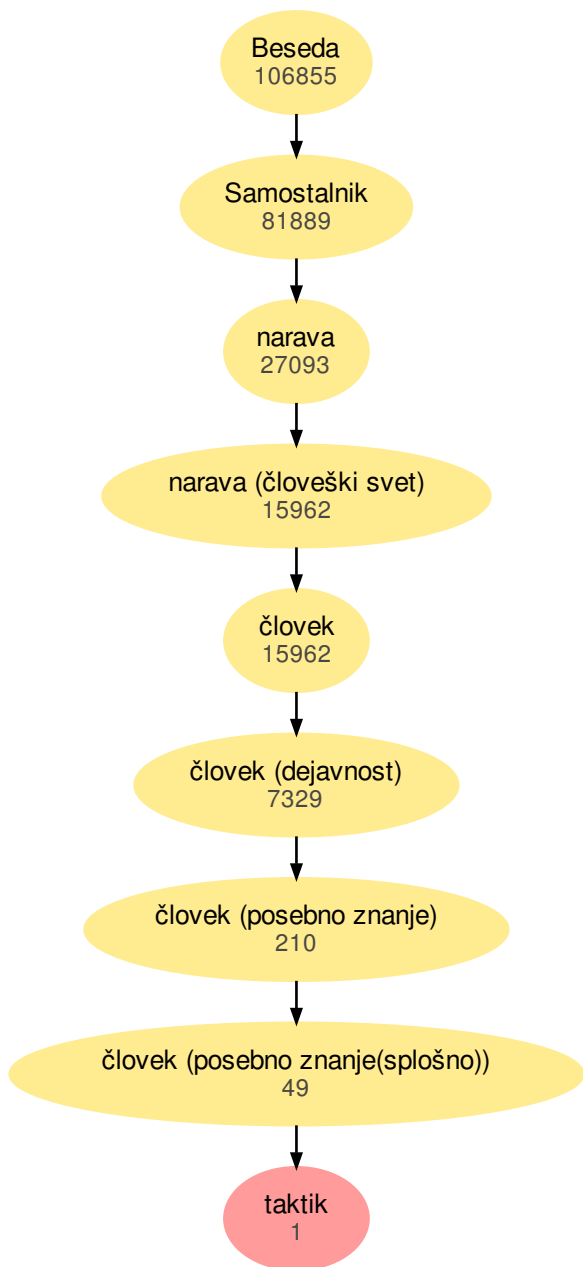 Beseda
106855
Samostalnik
81889
narava
27093
narava (človeški svet)
15962
človek
15962
človek (dejavnost)
7329
človek (posebno znanje)
210
človek (posebno znanje(splošno))
49
taktik
1